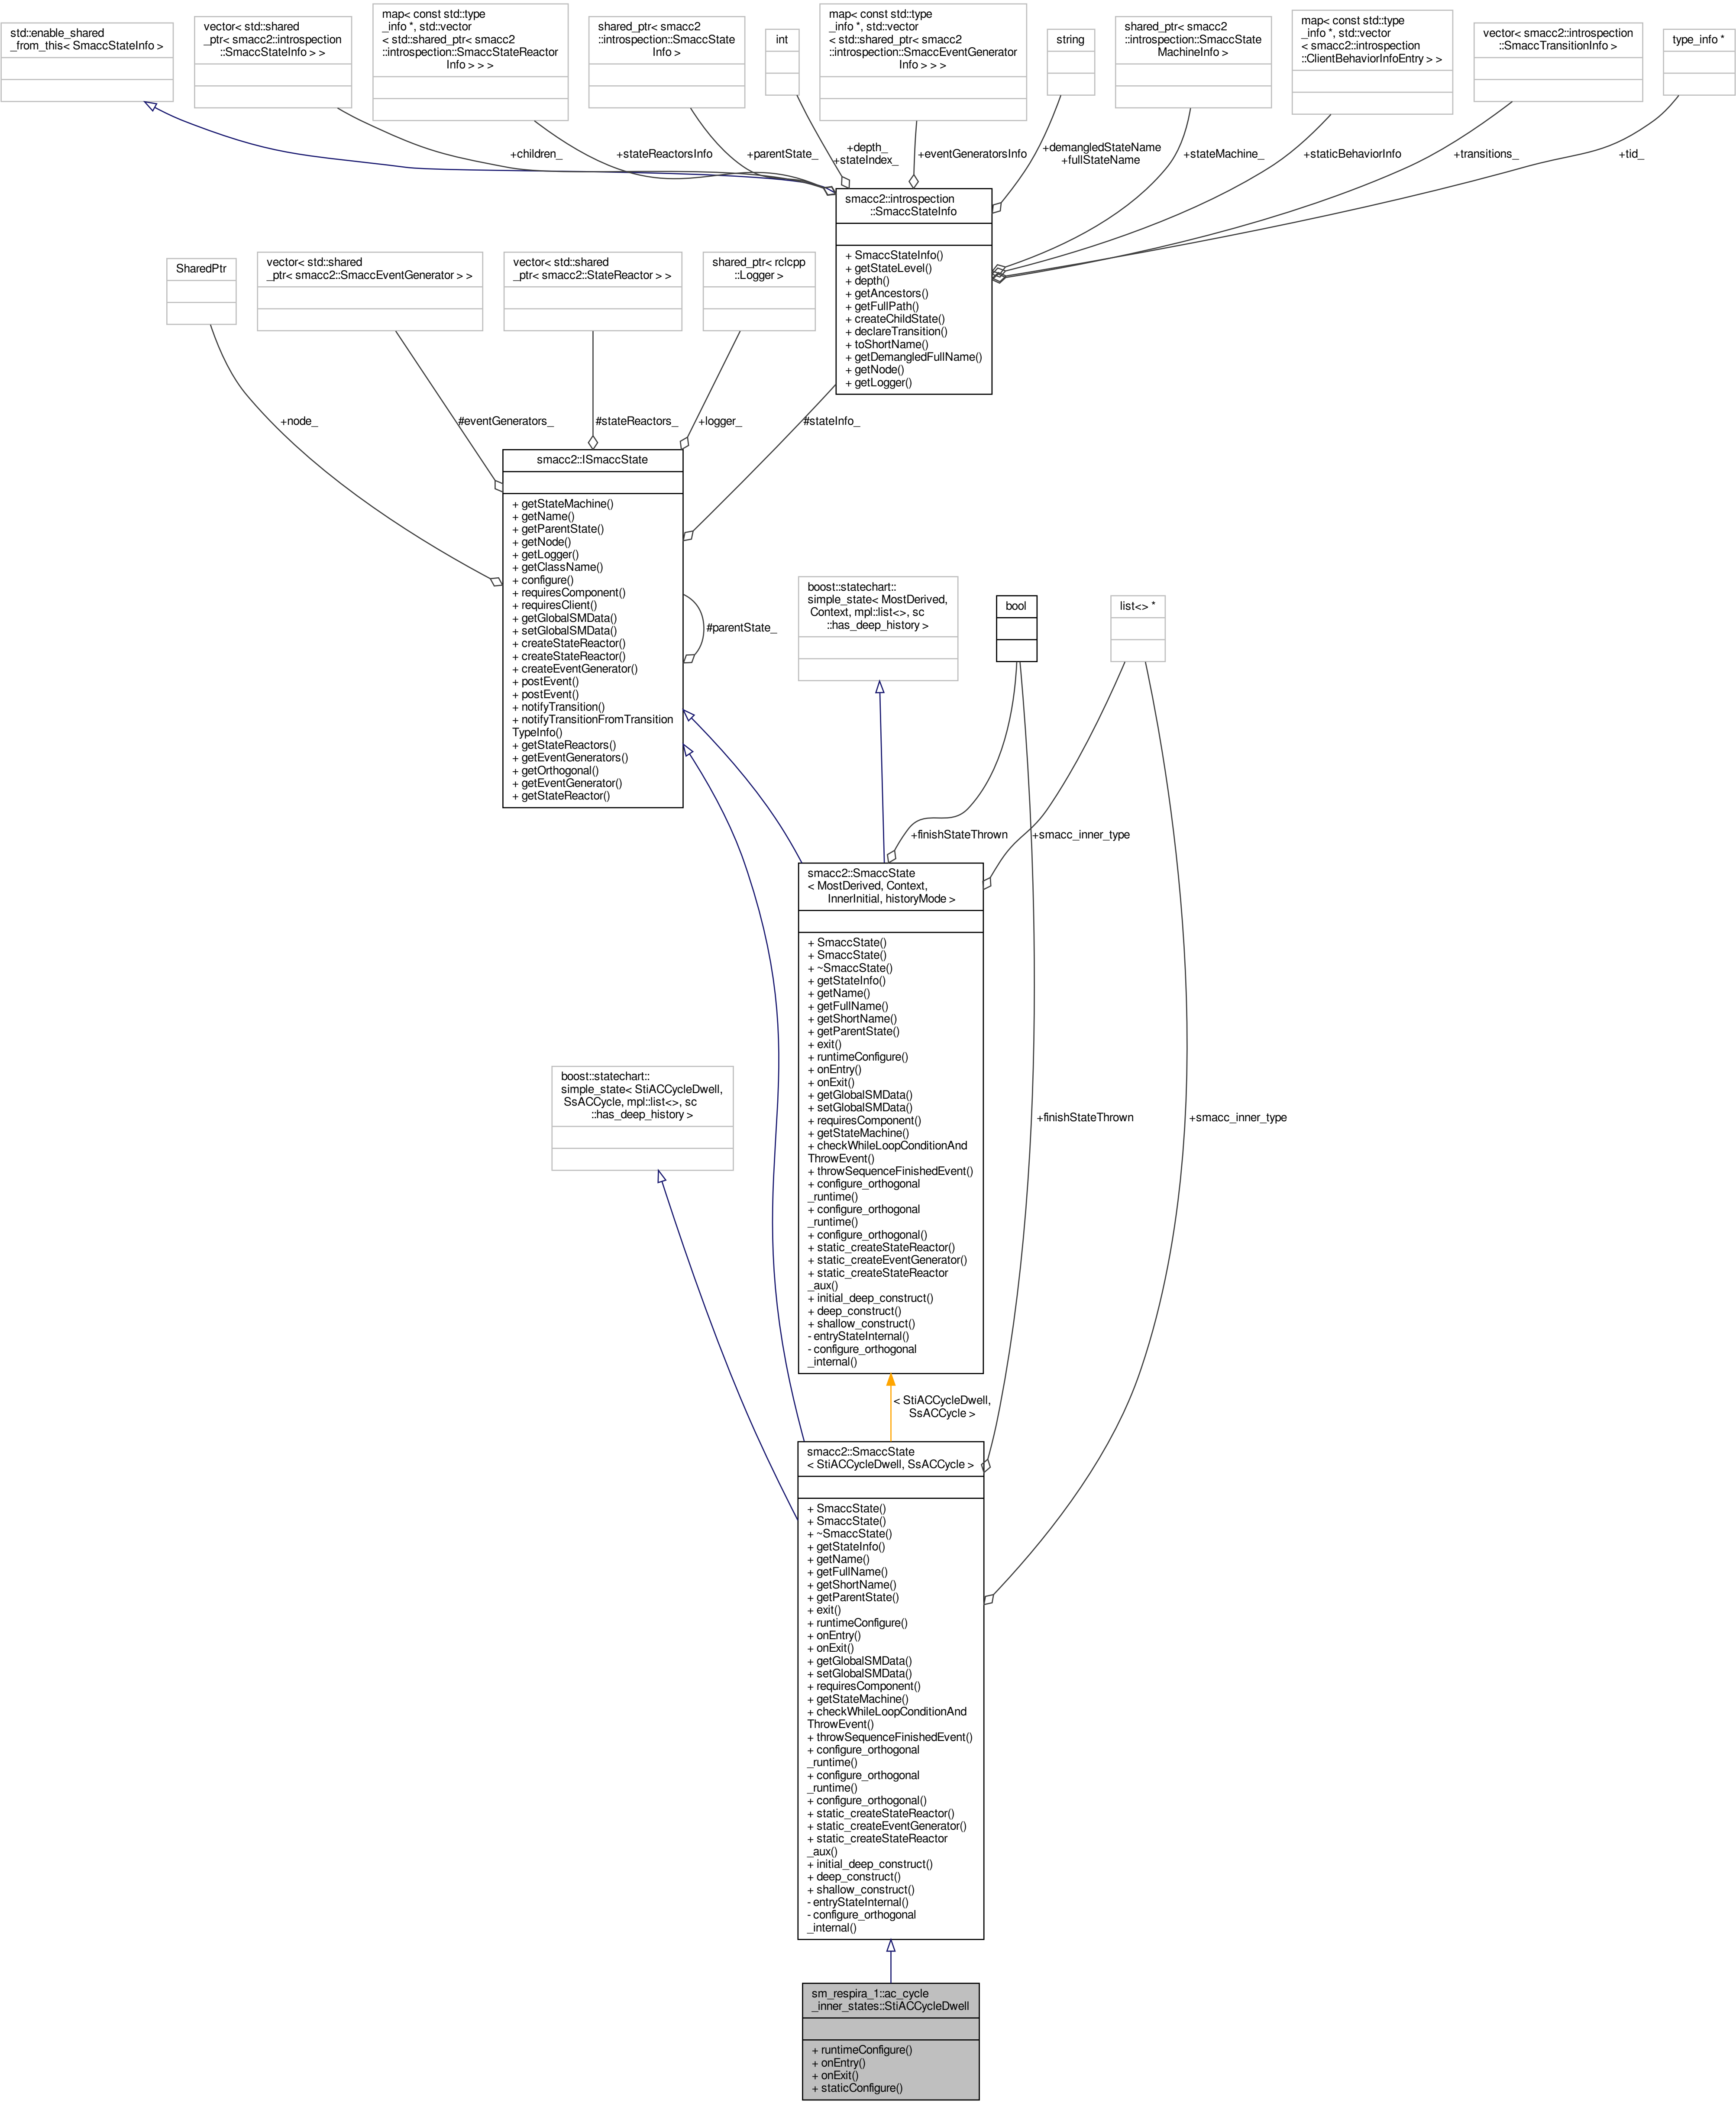 std::enable_shared
_from_this< SmaccStateInfo >
vector< std::shared
_ptr< smacc2::introspection
::SmaccStateInfo > >
map< const std::type
_info *, std::vector
< std::shared_ptr< smacc2
::introspection::SmaccStateReactor
Info > > >
shared_ptr< smacc2
::introspection::SmaccState
Info >
int
map< const std::type
_info *, std::vector
< std::shared_ptr< smacc2
::introspection::SmaccEventGenerator
Info > > >
string
shared_ptr< smacc2
::introspection::SmaccState
MachineInfo >
map< const std::type
_info *, std::vector
< smacc2::introspection
::ClientBehaviorInfoEntry > >
vector< smacc2::introspection
::SmaccTransitionInfo >
type_info *
+children_
+stateReactorsInfo
+parentState_
+depth_
+stateIndex_
+eventGeneratorsInfo
+demangledStateName
+fullStateName
+stateMachine_
+staticBehaviorInfo
+transitions_
+tid_
smacc2::introspection
::SmaccStateInfo
+ SmaccStateInfo()
+ getStateLevel()
+ depth()
+ getAncestors()
+ getFullPath()
+ createChildState()
+ declareTransition()
+ toShortName()
+ getDemangledFullName()
+ getNode()
+ getLogger()
SharedPtr
vector< std::shared
_ptr< smacc2::SmaccEventGenerator > >
vector< std::shared
_ptr< smacc2::StateReactor > >
shared_ptr< rclcpp
::Logger >
+node_
#eventGenerators_
#stateReactors_
+logger_
#stateInfo_
smacc2::ISmaccState
+ getStateMachine()
+ getName()
+ getParentState()
+ getNode()
+ getLogger()
+ getClassName()
+ configure()
+ requiresComponent()
+ requiresClient()
+ getGlobalSMData()
+ setGlobalSMData()
+ createStateReactor()
+ createStateReactor()
+ createEventGenerator()
+ postEvent()
+ postEvent()
+ notifyTransition()
+ notifyTransitionFromTransition
TypeInfo()
+ getStateReactors()
+ getEventGenerators()
+ getOrthogonal()
+ getEventGenerator()
+ getStateReactor()
#parentState_
boost::statechart::
simple_state< MostDerived,
Context, mpl::list<>, sc
::has_deep_history >
bool
list<> *
+finishStateThrown
+smacc_inner_type
smacc2::SmaccState
< MostDerived, Context,
InnerInitial, historyMode >
+ SmaccState()
+ SmaccState()
+ ~SmaccState()
+ getStateInfo()
+ getName()
+ getFullName()
+ getShortName()
+ getParentState()
+ exit()
+ runtimeConfigure()
+ onEntry()
+ onExit()
+ getGlobalSMData()
+ setGlobalSMData()
+ requiresComponent()
+ getStateMachine()
+ checkWhileLoopConditionAnd
ThrowEvent()
+ throwSequenceFinishedEvent()
+ configure_orthogonal
_runtime()
+ configure_orthogonal
_runtime()
+ configure_orthogonal()
+ static_createStateReactor()
+ static_createEventGenerator()
+ static_createStateReactor
_aux()
+ initial_deep_construct()
+ deep_construct()
+ shallow_construct()
- entryStateInternal()
- configure_orthogonal
_internal()
boost::statechart::
simple_state< StiACCycleDwell,
SsACCycle, mpl::list<>, sc
::has_deep_history >
+finishStateThrown
+smacc_inner_type
< StiACCycleDwell,
SsACCycle >
smacc2::SmaccState
< StiACCycleDwell, SsACCycle >
+ SmaccState()
+ SmaccState()
+ ~SmaccState()
+ getStateInfo()
+ getName()
+ getFullName()
+ getShortName()
+ getParentState()
+ exit()
+ runtimeConfigure()
+ onEntry()
+ onExit()
+ getGlobalSMData()
+ setGlobalSMData()
+ requiresComponent()
+ getStateMachine()
+ checkWhileLoopConditionAnd
ThrowEvent()
+ throwSequenceFinishedEvent()
+ configure_orthogonal
_runtime()
+ configure_orthogonal
_runtime()
+ configure_orthogonal()
+ static_createStateReactor()
+ static_createEventGenerator()
+ static_createStateReactor
_aux()
+ initial_deep_construct()
+ deep_construct()
+ shallow_construct()
- entryStateInternal()
- configure_orthogonal
_internal()
sm_respira_1::ac_cycle
_inner_states::StiACCycleDwell
+ runtimeConfigure()
+ onEntry()
+ onExit()
+ staticConfigure()